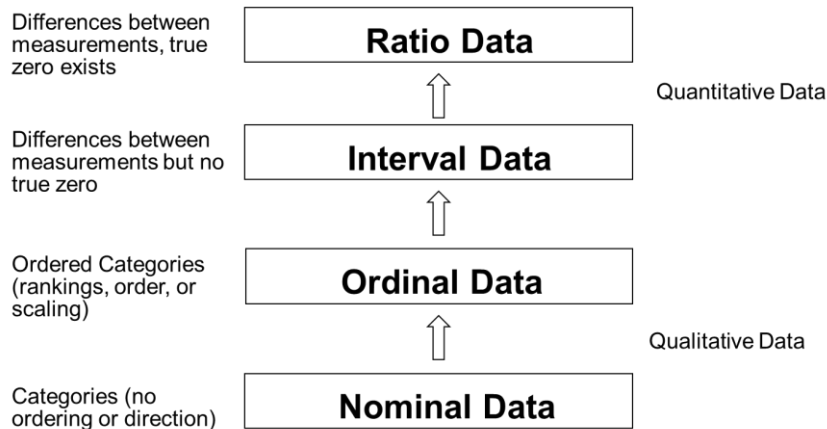 Differences between
measurements, true
zero exists
Ratio Data
Quantitative Data
Differences between
measurements but no
true zero
Interval Data
Ordered Categories
(rankings, order, or
scaling)
Ordinal Data
Qualitative Data
Categories (no
ordering or direction)
Nominal Data